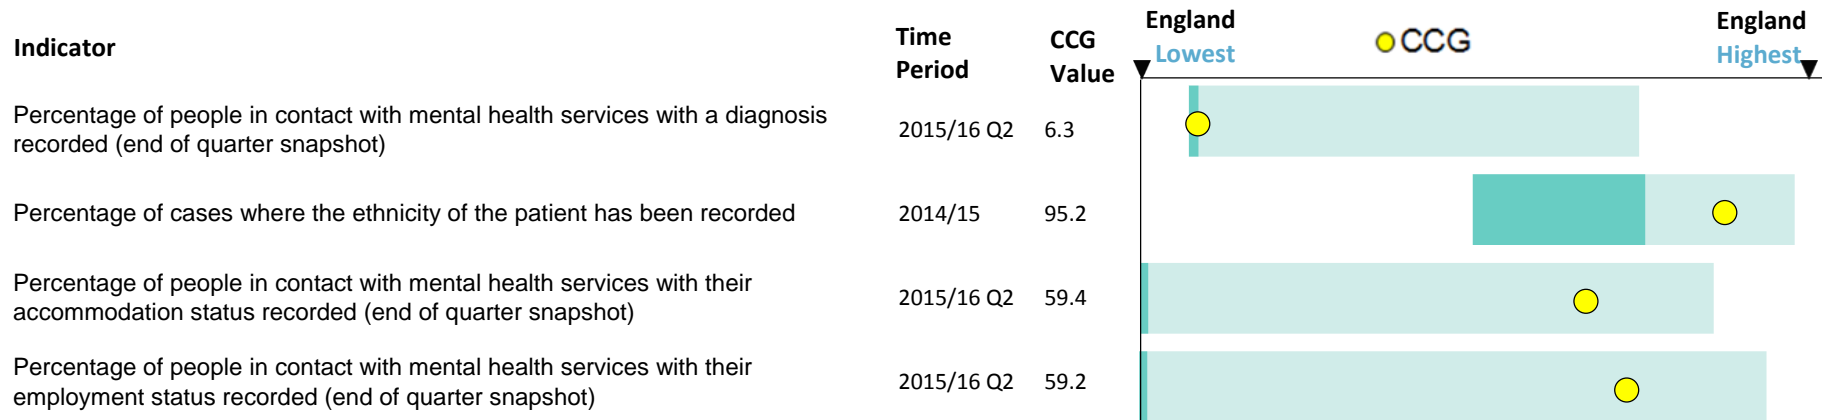 Indicator
Time
Period
CCG
Value
England
Lowest
CCG
England
Highest
Percentage of people in contact with mental health services with a diagnosis
recorded (end of quarter snapshot)
2015/16 Q2
6.3
Percentage of cases where the ethnicity of the patient has been recorded
2014/15
95.2
Percentage of people in contact with mental health services with their
accommodation status recorded (end of quarter snapshot)
2015/16 Q2
59.4
Percentage of people in contact with mental health services with their
employment status recorded (end of quarter snapshot)
2015/16 Q2
59.2